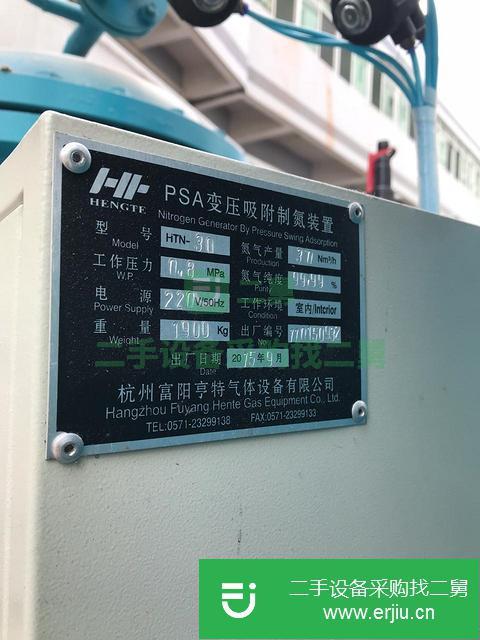 HENGTE
PSA变压吸附制氮装置
Nitrogen Generator By Pressure Swing Adsorption
型 号 HTN-30 氮气产量 30 Nm³/h
Model Production
工作压力 0.8 MPa 氮气纯度 99.99 %
W.P. Purity
电 源 220V/50Hz 工作环境 室内/Interior
Power Supply Condition
重 量 1900 Kg 出厂编号
Weight No.
出厂日期 2015年9月
Date
杭州富阳亨特气体设备有限公司
Hangzhou Fuyang Hente Gas Equipment Co., Ltd.
TEL:0571-23299138 FAX:0571-23299133
二手设备采购找二舅
二手设备采购找二舅
www.erjiu.cn